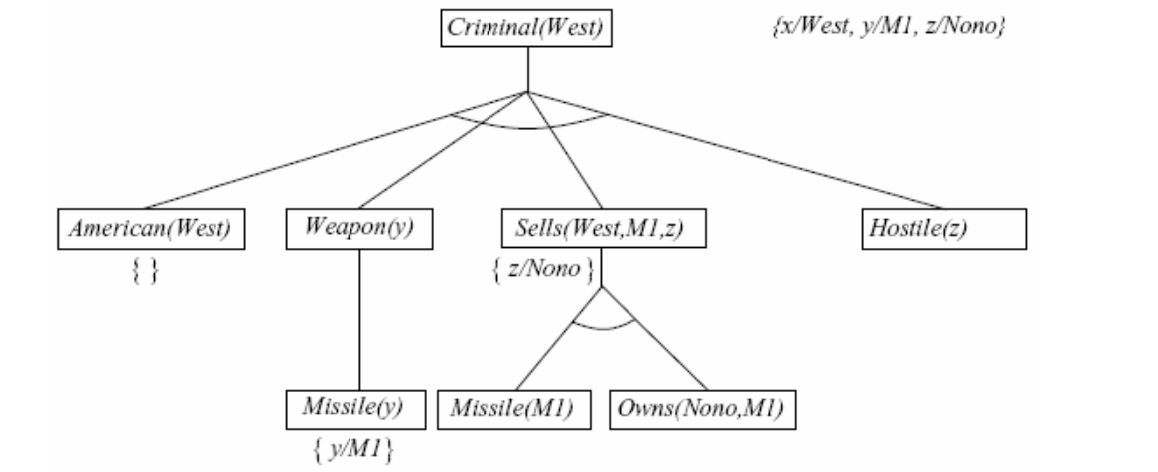 Criminal(West)
{x/West, y/M1, z/Nono}
American(West)
Weapon(y)
Sells(West,M1,z)
Hostile(z)
{ }
{ z/Nono }
Missile(y)
Missile(M1)
Owns(Nono,M1)
{ y/M1}